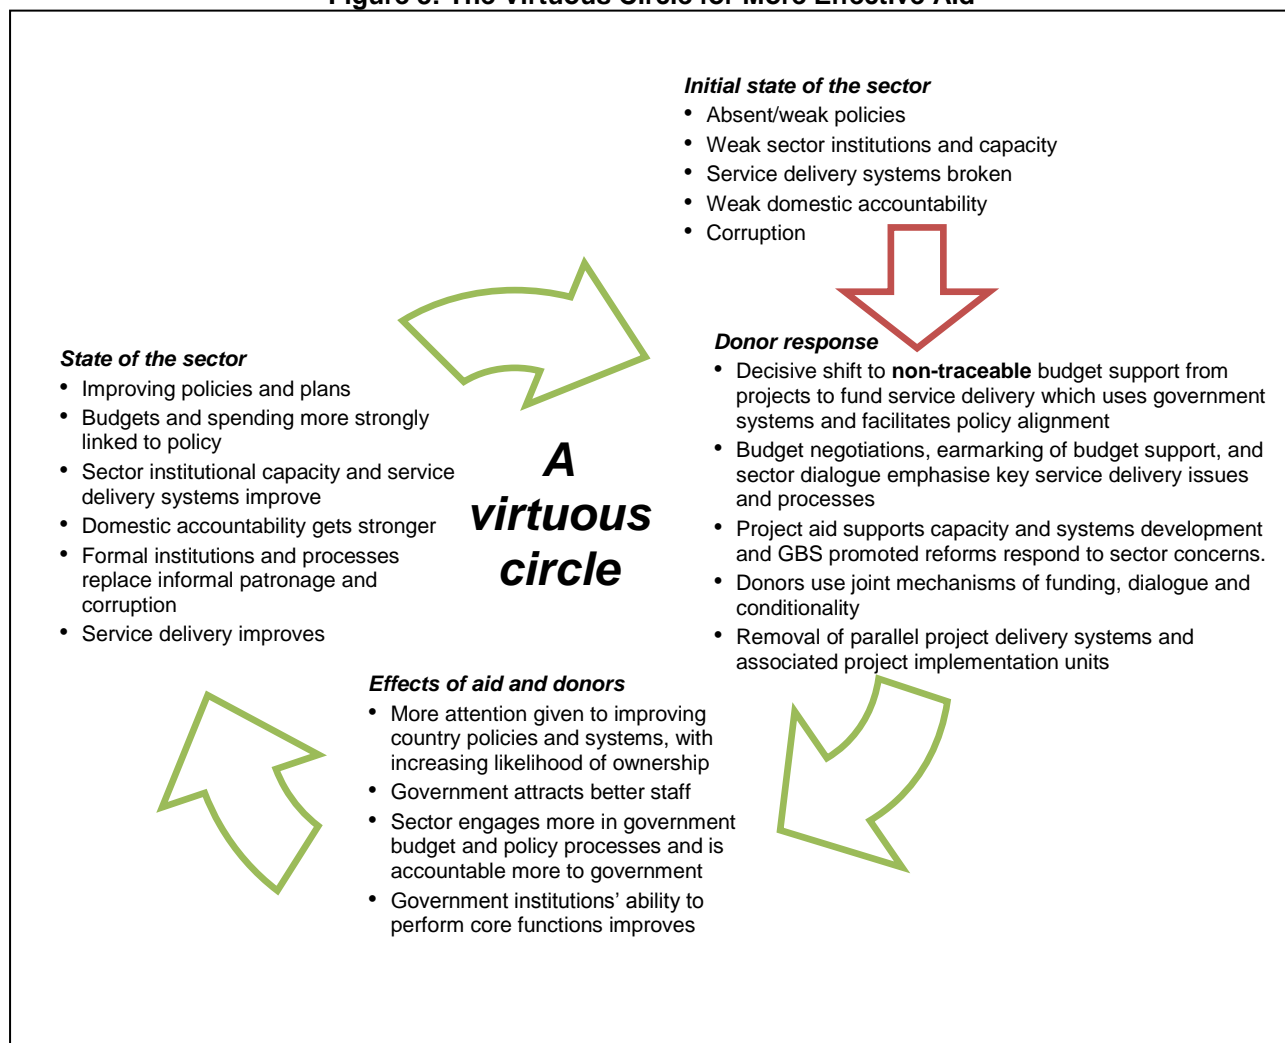 Figure 3: The Virtuous Circle for More Effective Aid
Initial state of the sector
• Absent/weak policies
• Weak sector institutions and capacity
• Service delivery systems broken
• Weak domestic accountability
• Corruption
Donor response
• Decisive shift to non-traceable budget support from
projects to fund service delivery which uses government
systems and facilitates policy alignment
• Budget negotiations, earmarking of budget support, and
sector dialogue emphasise key service delivery issues
and processes
• Project aid supports capacity and systems development
and GBS promoted reforms respond to sector concerns.
• Donors use joint mechanisms of funding, dialogue and
conditionality
• Removal of parallel project delivery systems and
associated project implementation units
Effects of aid and donors
• More attention given to improving
country policies and systems, with
increasing likelihood of ownership
• Government attracts better staff
• Sector engages more in government
budget and policy processes and is
accountable more to government
• Government institutions’ ability to
perform core functions improves
State of the sector
• Improving policies and plans
• Budgets and spending more strongly
linked to policy
• Sector institutional capacity and service
delivery systems improve
• Domestic accountability gets stronger
• Formal institutions and processes
replace informal patronage and
corruption
• Service delivery improves
A
virtuous
circle